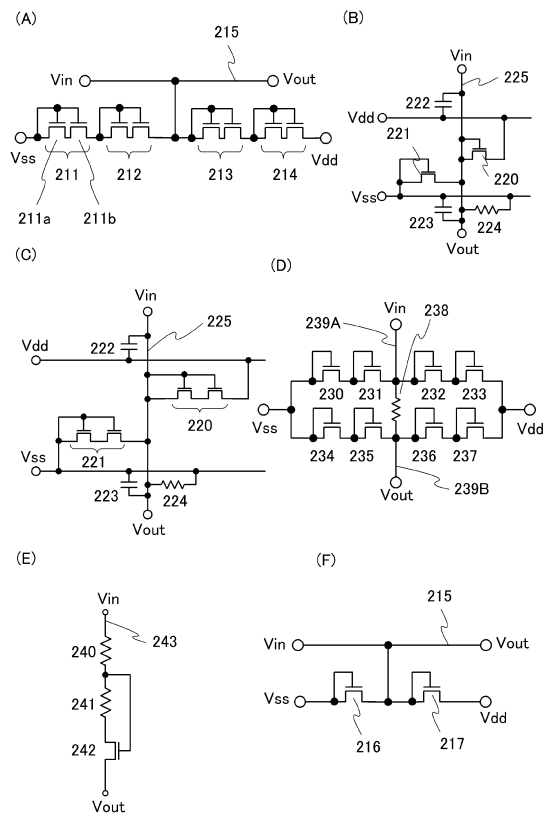 (A)
215
Vin
Vout
Vss
Vdd
211
212
213
214
211a
211b
(B)
Vin
225
222
Vdd
221
220
Vss
223
224
Vout
(C)
Vin
225
222
Vdd
220
Vss
221
223
224
Vout
(D)
Vin
238
239A
230
231
232
233
Vss
Vdd
234
235
236
237
Vout
239B
(E)
Vin
243
240
241
242
Vout
(F)
215
Vin
Vout
Vss
Vdd
216
217